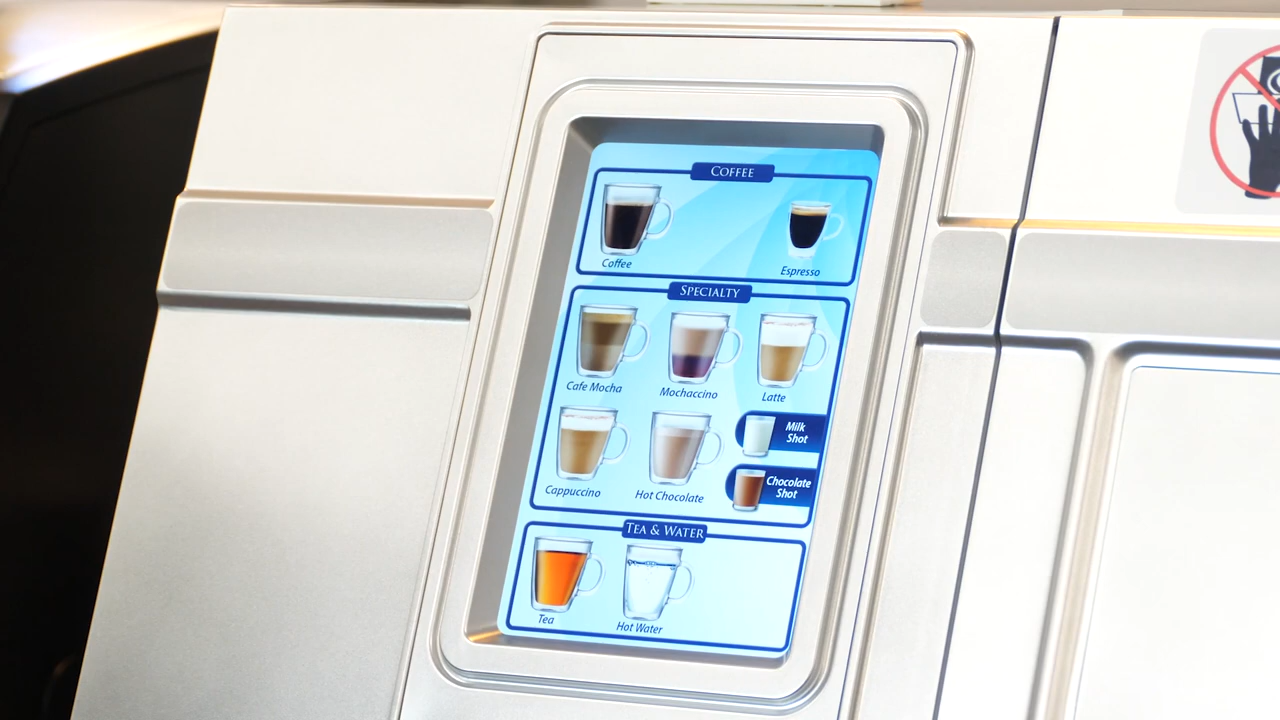 COFFEE
Coffee
Espresso
SPECIALTY
Cafe Mocha
Mochaccino
Latte
Cappuccino
Hot Chocolate
Milk
Shot
Chocolate
Shot
TEA & WATER
Tea
Hot Water